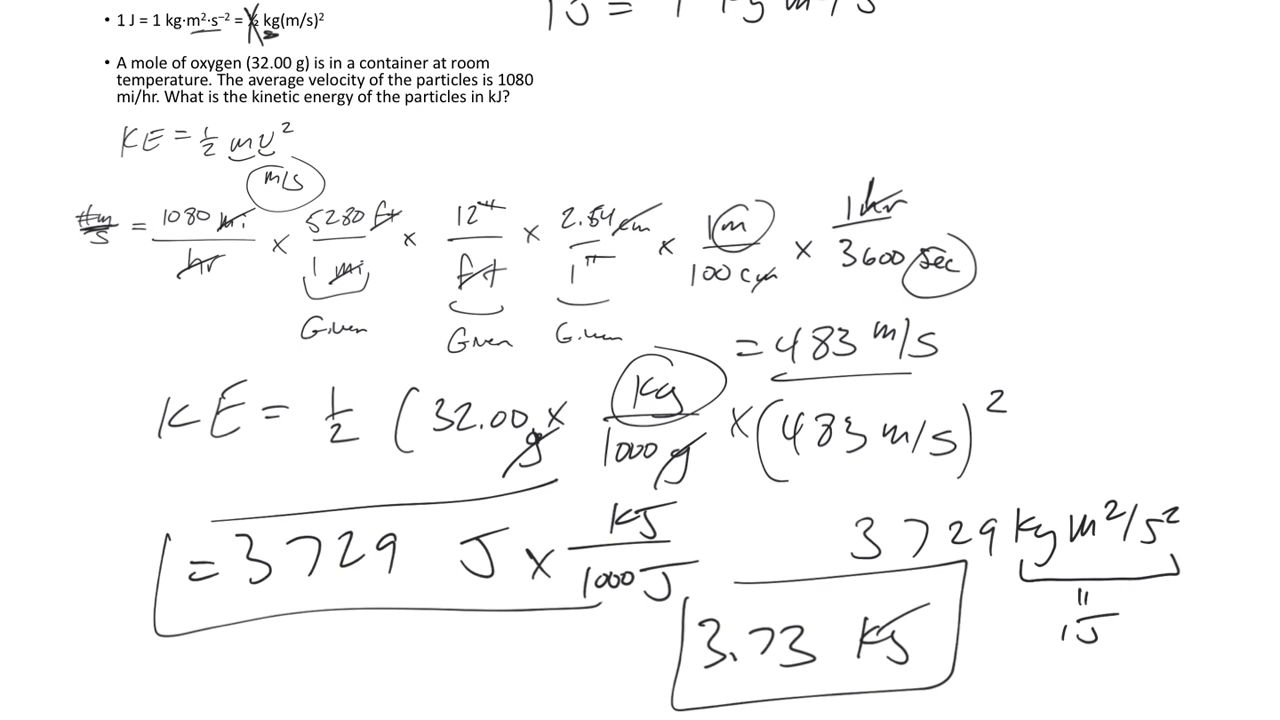 1 J = 1 kg m²/s²
• 1 J = 1 kg·m²·s⁻² = ½ kg(m/s)²
2
• A mole of oxygen (32.00 g) is in a container at room
temperature. The average velocity of the particles is 1080
mi/hr. What is the kinetic energy of the particles in kJ?
KE = ½ mv²
m/s
#m/s = 1080 mi/hr × 5280 ft/1 mi × 12"/ft × 2.54 cm/1" × 1 m/100 cm × 1 hr/3600 sec
Given Given Given
= 483 m/s
KE = ½ (32.00 g × kg/1000 g × (483 m/s)²
= 3729 J × KJ/1000 J
3729 kg m²/s²
"
1J
3.73 KJ